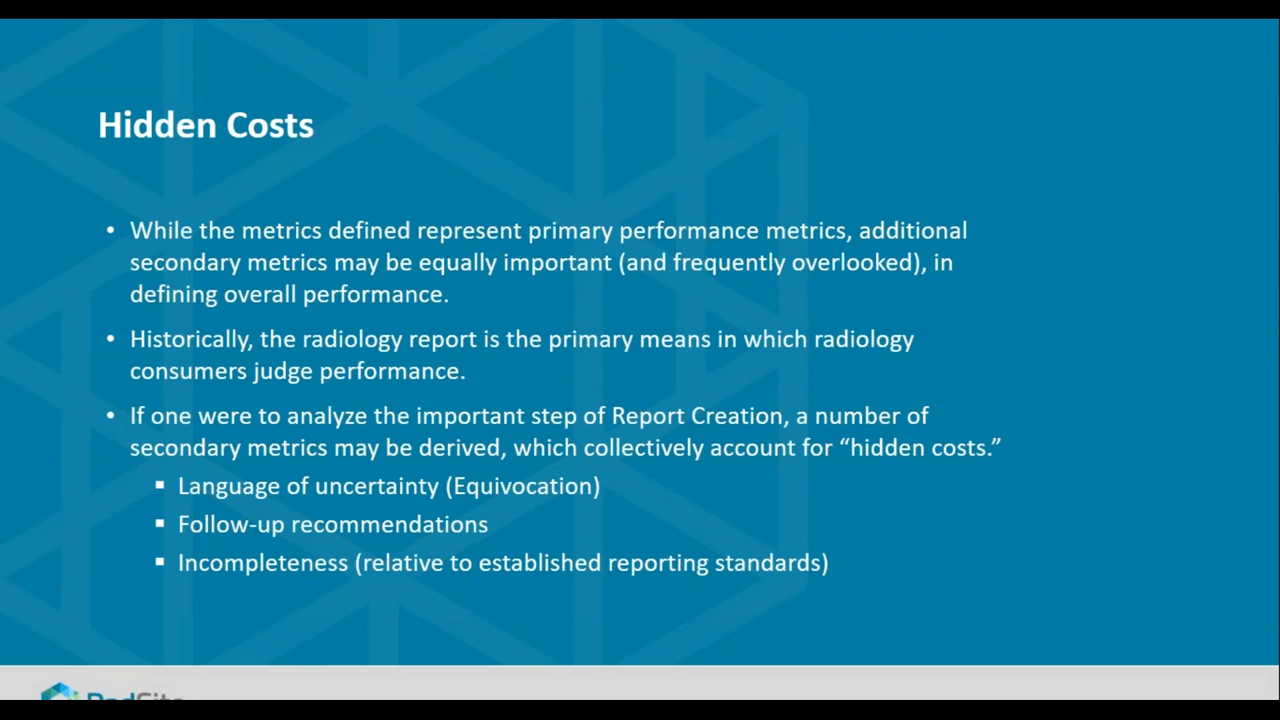 Hidden Costs
• While the metrics defined represent primary performance metrics, additional
secondary metrics may be equally important (and frequently overlooked), in
defining overall performance.
• Historically, the radiology report is the primary means in which radiology
consumers judge performance.
• If one were to analyze the important step of Report Creation, a number of
secondary metrics may be derived, which collectively account for “hidden costs.”
▪ Language of uncertainty (Equivocation)
▪ Follow-up recommendations
▪ Incompleteness (relative to established reporting standards)
RadSite